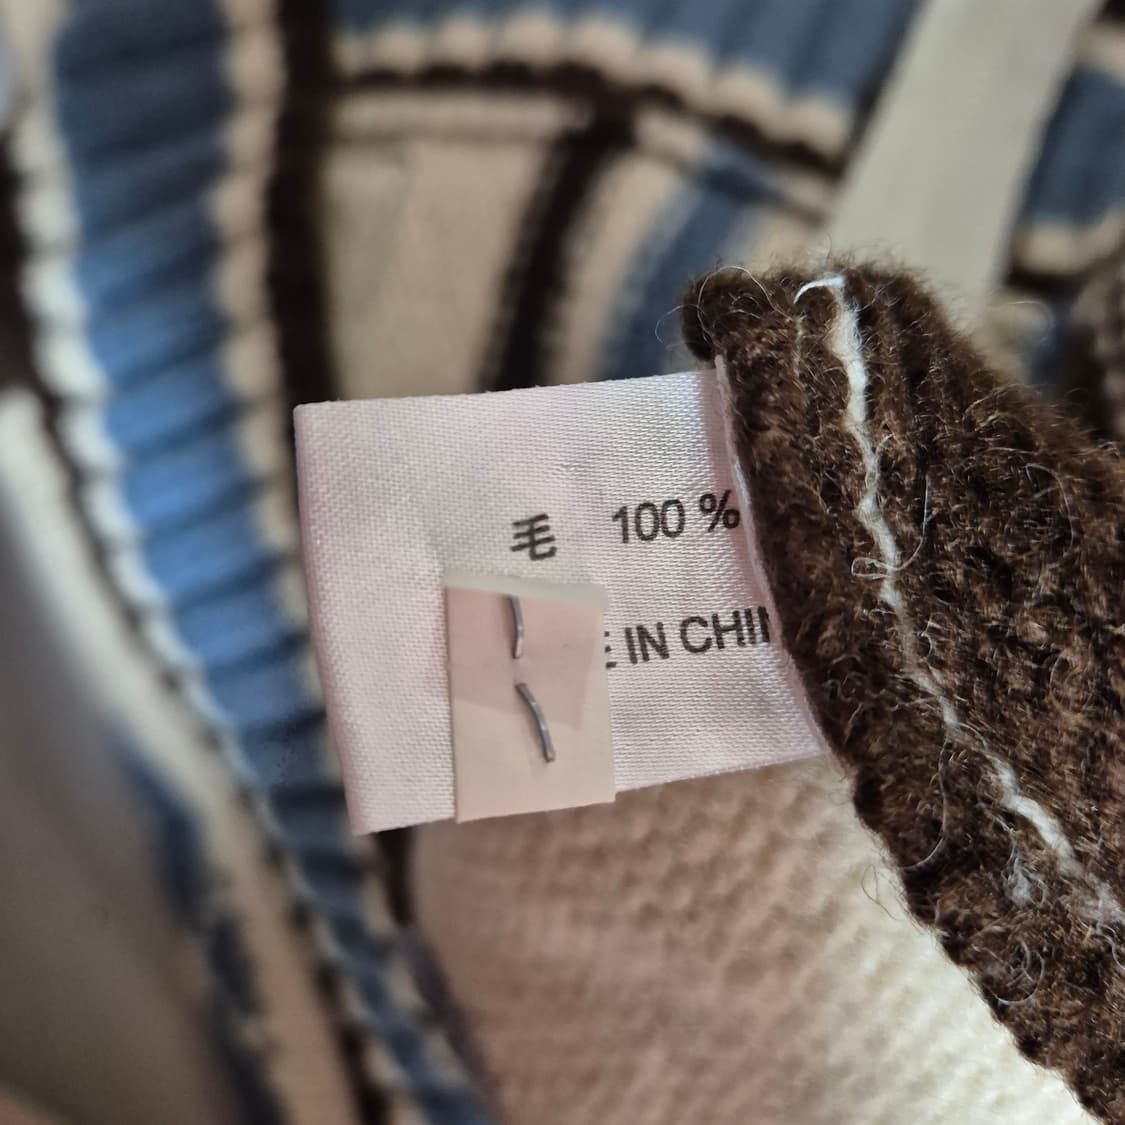 毛 100 %
E IN CHIN